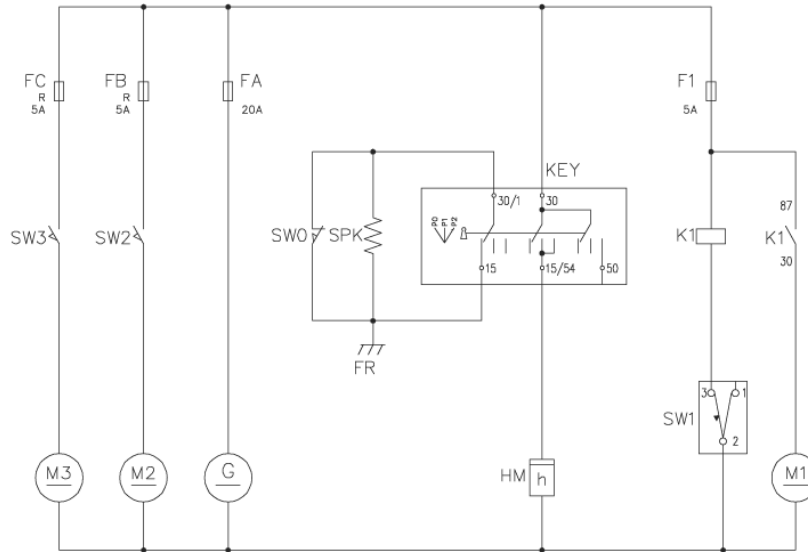 FC
R
5A
FB
R
5A
FA
20A
F1
5A
KEY
30/1
30
P0
P1
P2
15
15/54
50
SW3
SW2
SW0
SPK
FR
87
K1
K1
30
3
1
SW1
2
HM
h
M3
M2
G
M1